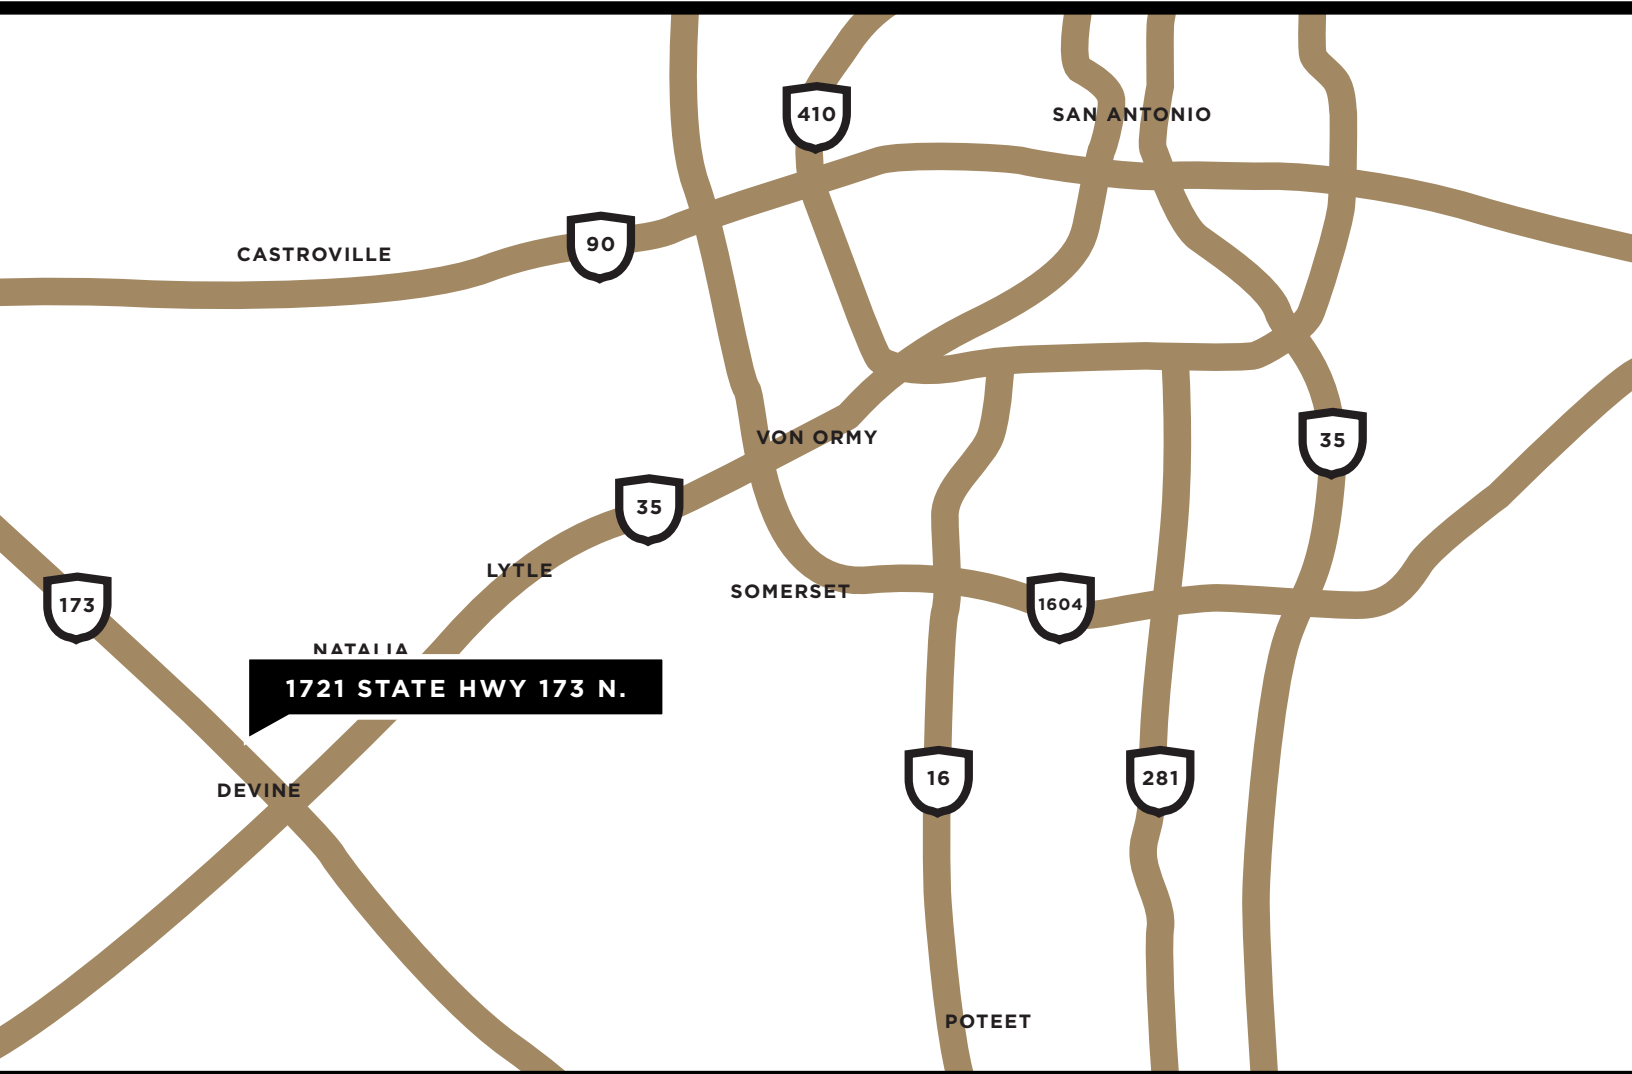 410
SAN ANTONIO
90
CASTROVILLE
VON ORMY
35
35
LYTLE
SOMERSET
173
1604
NATALIA
1721 STATE HWY 173 N.
DEVINE
16
281
POTEET